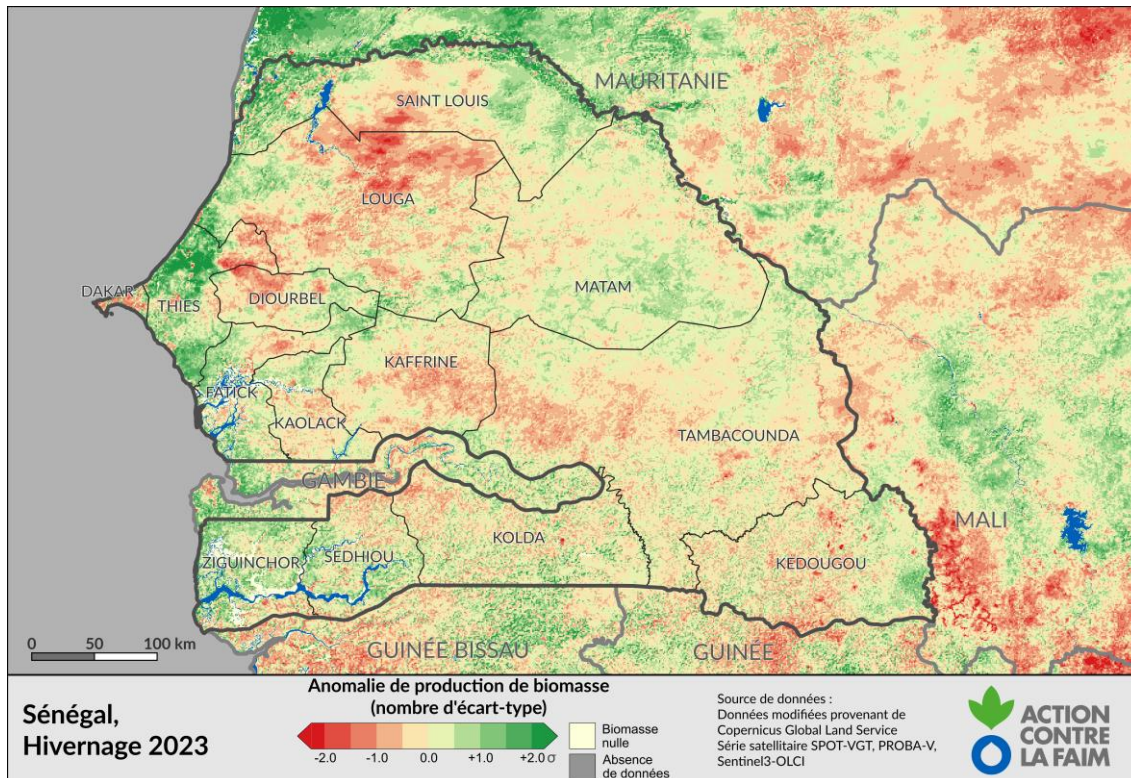 MAURITANIE
SAINT LOUIS
LOUGA
DAKAR
THIES
DIOURBEL
MATAM
KAFFRINE
FATICK
KAOLACK
TAMBACOUNDA
GAMBIE
MALI
ZIGUINCHOR
SÉDHIOU
KOLDA
KÉDOUGOU
GUINÉE BISSAU
GUINÉE
0 50 100 km
Sénégal,
Hivernage 2023
Anomalie de production de biomasse
(nombre d'écart-type)
-2.0 -1.0 0.0 +1.0 +2.0 σ
Biomasse
nulle
Absence
de données
Source de données :
Données modifiées provenant de
Copernicus Global Land Service
Série satellitaire SPOT-VGT, PROBA-V,
Sentinel3-OLCI
ACTION
CONTRE
LA FAIM